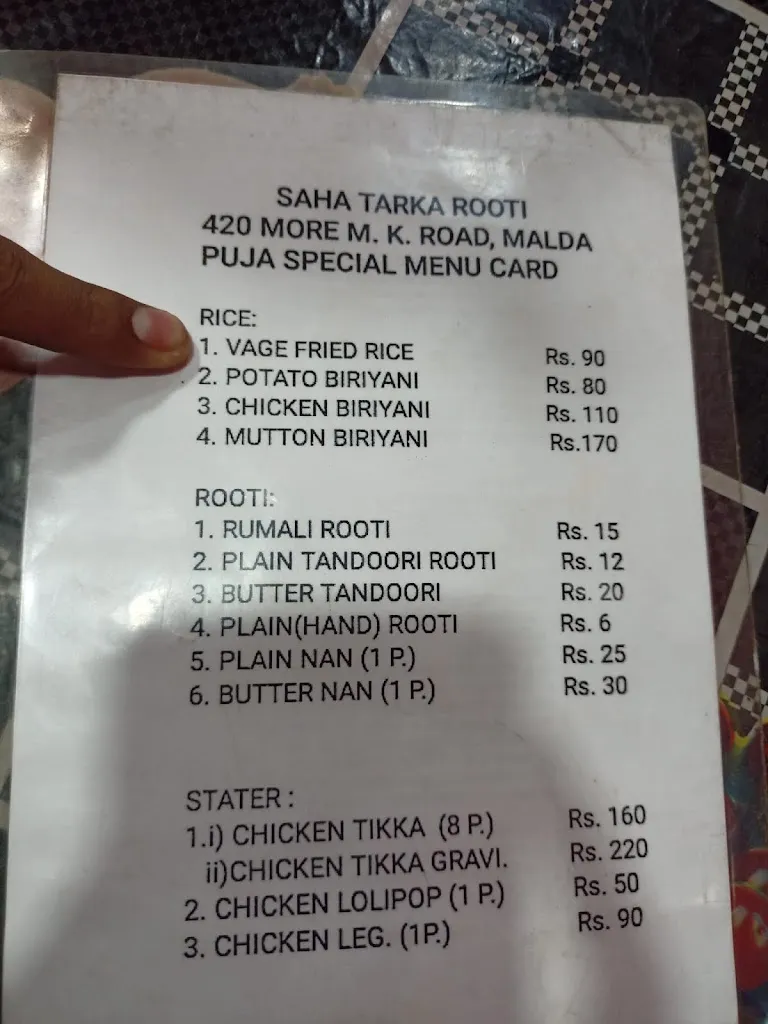 SAHA TARKA ROOTI
420 MORE M. K. ROAD, MALDA
PUJA SPECIAL MENU CARD
RICE:
1. VAGE FRIED RICE Rs. 90
2. POTATO BIRIYANI Rs. 80
3. CHICKEN BIRIYANI Rs. 110
4. MUTTON BIRIYANI Rs.170
ROOTI:
1. RUMALI ROOTI Rs. 15
2. PLAIN TANDOORI ROOTI Rs. 12
3. BUTTER TANDOORI Rs. 20
4. PLAIN(HAND) ROOTI Rs. 6
5. PLAIN NAN (1 P.) Rs. 25
6. BUTTER NAN (1 P.) Rs. 30
STATER :
1.i) CHICKEN TIKKA (8 P.) Rs. 160
ii)CHICKEN TIKKA GRAVI. Rs. 220
2. CHICKEN LOLIPOP (1 P.) Rs. 50
3. CHICKEN LEG. (1P.) Rs. 90